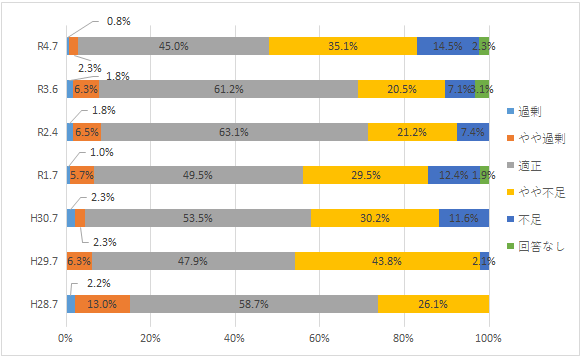 0.8%
R4.7 45.0% 35.1% 14.5% 2.3%
2.3%
1.8%
R3.6 6.3% 61.2% 20.5% 7.1% 3.1%
1.8%
R2.4 6.5% 63.1% 21.2% 7.4%
1.0%
R1.7 5.7% 49.5% 29.5% 12.4% 1.9%
2.3%
H30.7 53.5% 30.2% 11.6%
2.3%
H29.7 6.3% 47.9% 43.8% 2.1%
2.2%
H28.7 13.0% 58.7% 26.1%
0% 20% 40% 60% 80% 100%
過剰
やや過剰
適正
やや不足
不足
回答なし